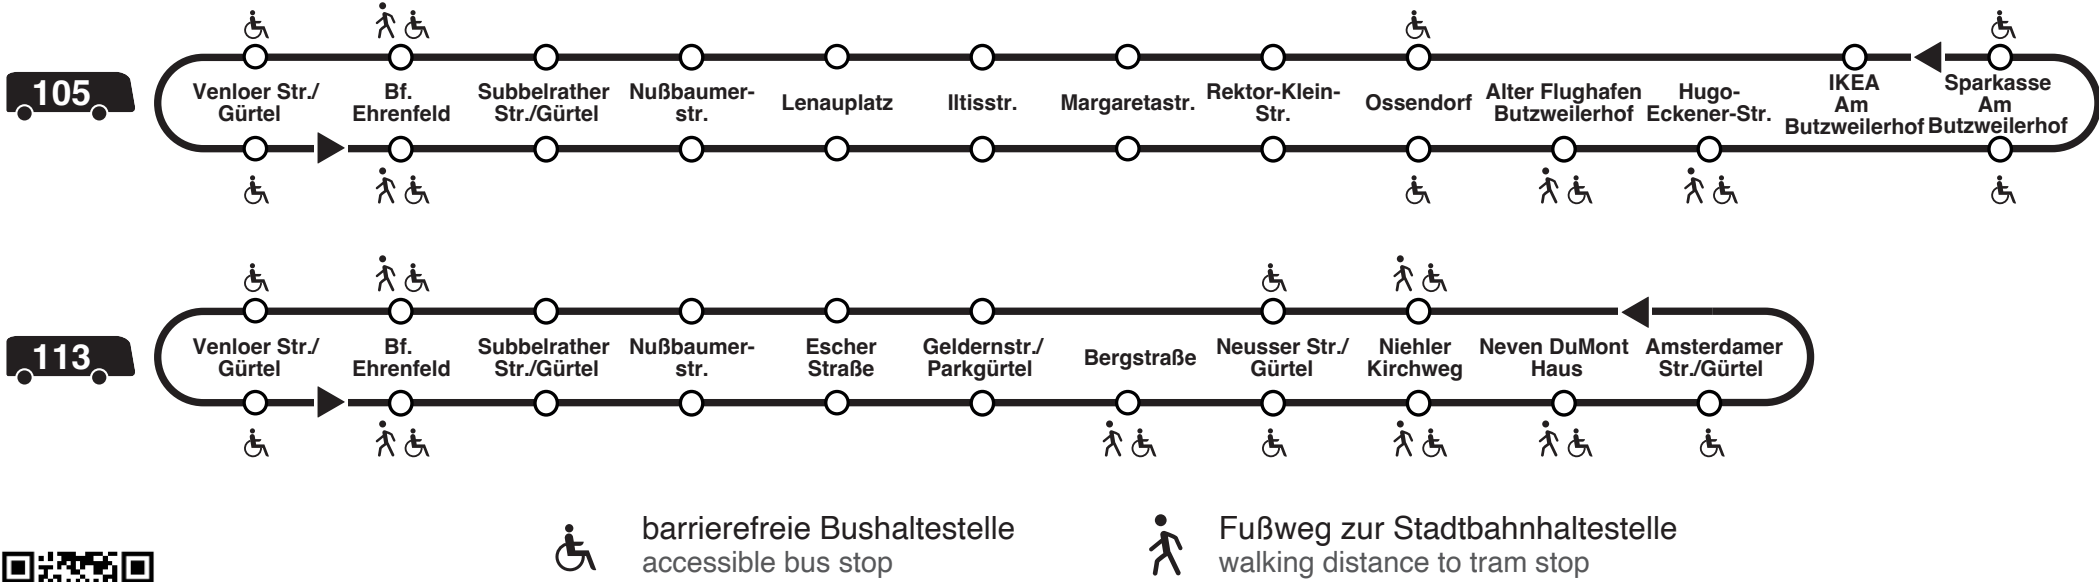 105
Venloer Str./
Gürtel
Bf.
Ehrenfeld
Subbelrather
Str./Gürtel
Nußbaumer-
str.
Lenauplatz
Iltisstr.
Margaretastr.
Rektor-Klein-
Str.
Ossendorf
Alter Flughafen
Butzweilerhof
Hugo-
Eckener-Str.
IKEA
Am
Butzweilerhof
Sparkasse
Am
Butzweilerhof
113
Venloer Str./
Gürtel
Bf.
Ehrenfeld
Subbelrather
Str./Gürtel
Nußbaumer-
str.
Escher
Straße
Geldernstr./
Parkgürtel
Bergstraße
Neusser Str./
Gürtel
Niehler
Kirchweg
Neven DuMont
Haus
Amsterdamer
Str./Gürtel
barrierefreie Bushaltestelle
accessible bus stop
Fußweg zur Stadtbahnhaltestelle
walking distance to tram stop